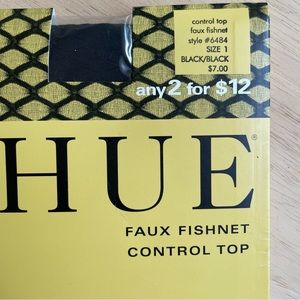 control top
faux fishnet
style #6484
SIZE 1
BLACK/BLACK
$7.00
any 2 for $12
HUE®
FAUX FISHNET
CONTROL TOP